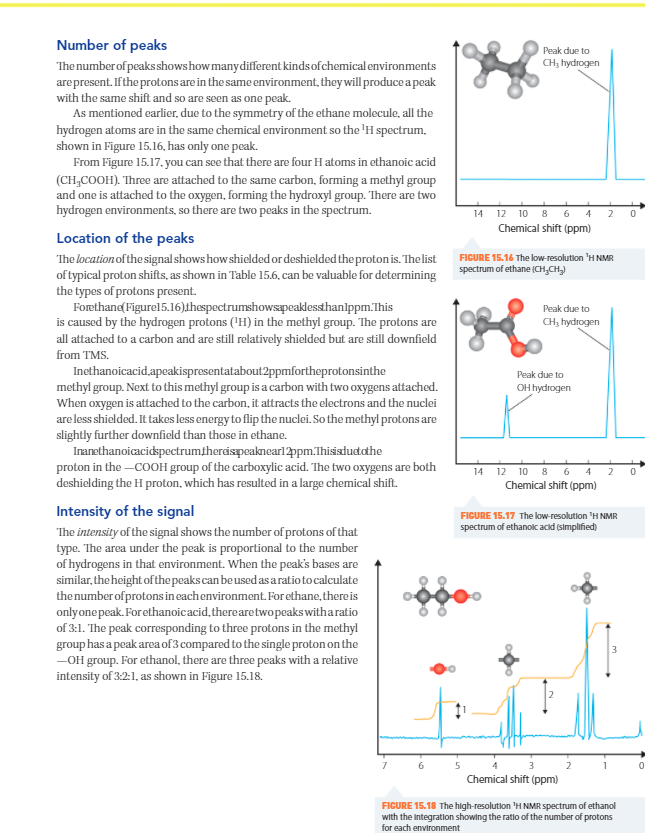 Number of peaks
The number of peaks shows how many different kinds of chemical environments
are present. If the protons are in the same environment, they will produce a peak
with the same shift and so are seen as one peak.
As mentioned earlier, due to the symmetry of the ethane molecule, all the
hydrogen atoms are in the same chemical environment so the ¹H spectrum,
shown in Figure 15.16, has only one peak.
From Figure 15.17, you can see that there are four H atoms in ethanoic acid
(CH₃COOH). Three are attached to the same carbon, forming a methyl group
and one is attached to the oxygen, forming the hydroxyl group. There are two
hydrogen environments, so there are two peaks in the spectrum.
Location of the peaks
The location of the signal shows how shielded or deshielded the proton is. The list
of typical proton shifts, as shown in Table 15.6, can be valuable for determining
the types of protons present.
For ethane (Figure 15.16), the spectrum shows a peak less than 1 ppm. This
is caused by the hydrogen protons (¹H) in the methyl group. The protons are
all attached to a carbon and are still relatively shielded but are still downfield
from TMS.
In ethanoic acid, a peak is present at about 2 ppm for the protons in the
methyl group. Next to this methyl group is a carbon with two oxygens attached.
When oxygen is attached to the carbon, it attracts the electrons and the nuclei
are less shielded. It takes less energy to flip the nuclei. So the methyl protons are
slightly further downfield than those in ethane.
In an ethanoic acid spectrum, there is a peak near 12 ppm. This is due to the
proton in the —COOH group of the carboxylic acid. The two oxygens are both
deshielding the H proton, which has resulted in a large chemical shift.
Intensity of the signal
The intensity of the signal shows the number of protons of that
type. The area under the peak is proportional to the number
of hydrogens in that environment. When the peak's bases are
similar, the height of the peaks can be used as a ratio to calculate
the number of protons in each environment. For ethane, there is
only one peak. For ethanoic acid, there are two peaks with a ratio
of 3:1. The peak corresponding to three protons in the methyl
group has a peak area of 3 compared to the single proton on the
—OH group. For ethanol, there are three peaks with a relative
intensity of 3:2:1, as shown in Figure 15.18.
Peak due to
CH₃ hydrogen
14 12 10 8 6 4 2 0
Chemical shift (ppm)
FIGURE 15.16 The low-resolution ¹H NMR
spectrum of ethane (CH₃CH₃)
Peak due to
CH₃ hydrogen
Peak due to
OH hydrogen
14 12 10 8 6 4 2 0
Chemical shift (ppm)
FIGURE 15.17 The low-resolution ¹H NMR
spectrum of ethanoic acid (simplified)
3
2
1
7 6 5 4 3 2 1 0
Chemical shift (ppm)
FIGURE 15.18 The high-resolution ¹H NMR spectrum of ethanol
with the integration showing the ratio of the number of protons
for each environment